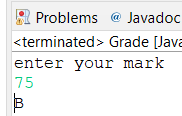 Problems @ Javadoc
<terminated> Grade [Java
enter your mark
75
B